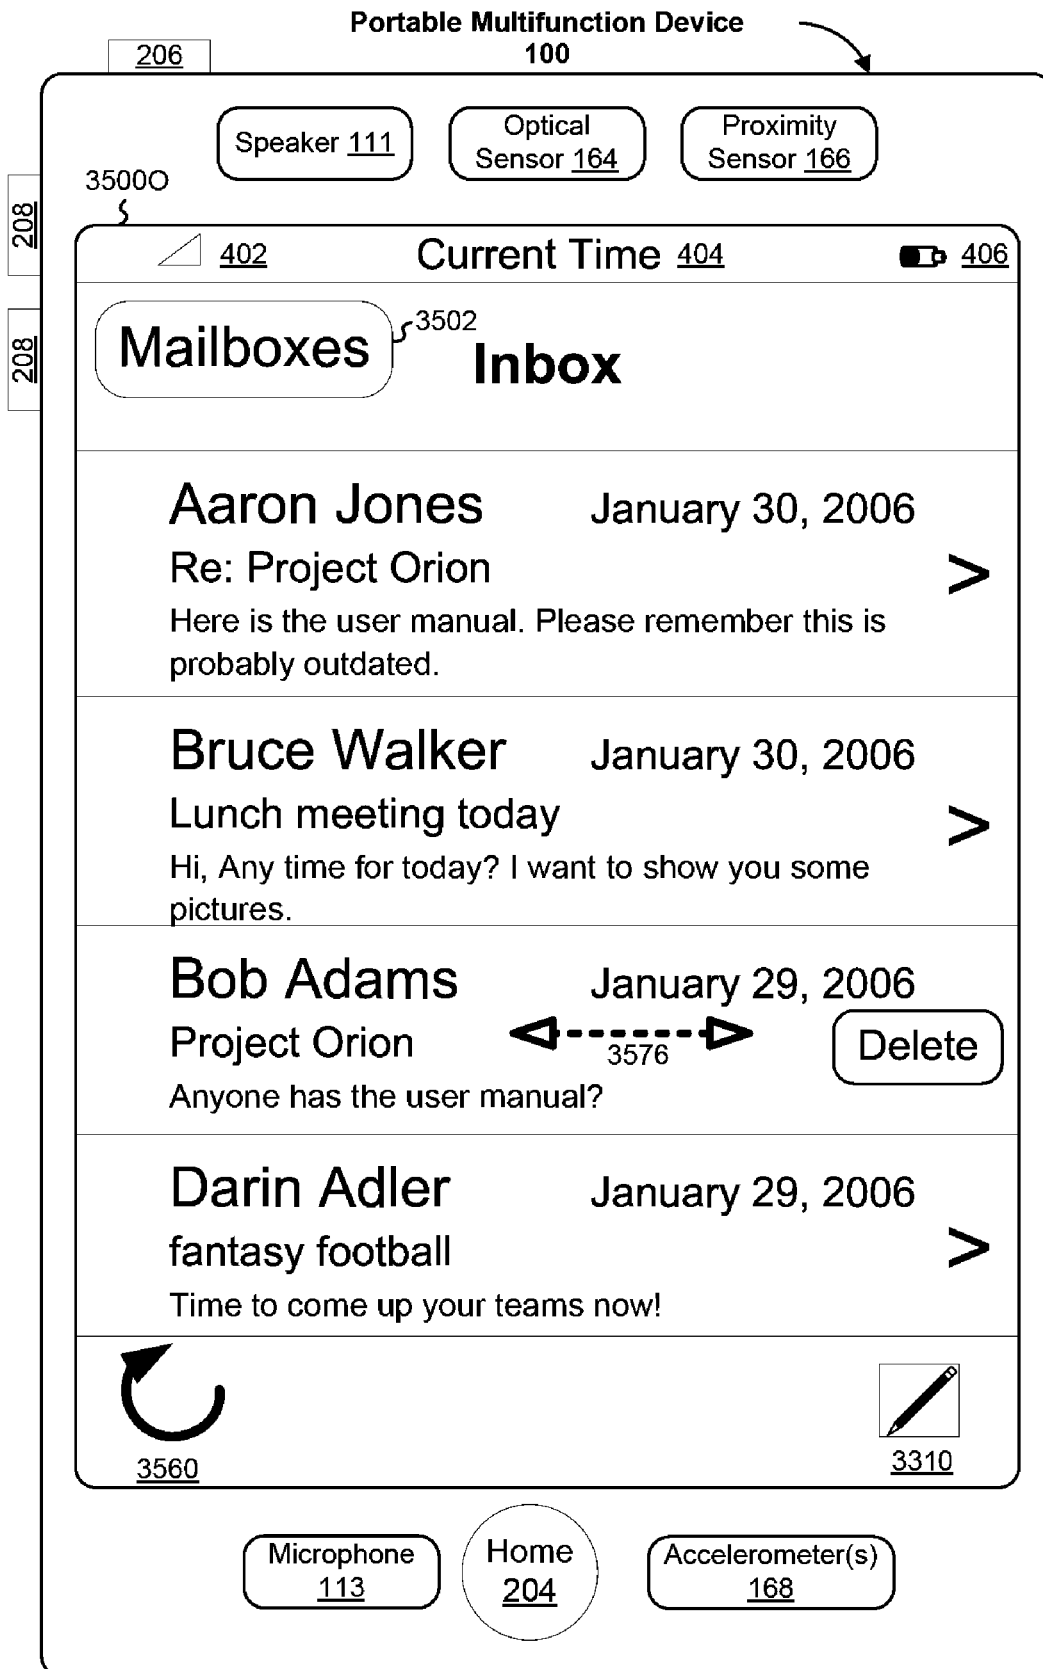 Portable Multifunction Device
100
206
Speaker 111
Optical
Sensor 164
Proximity
Sensor 166
3500O
208
208
402
Current Time 404
406
Mailboxes
3502
Inbox
Aaron Jones January 30, 2006
Re: Project Orion
>
Here is the user manual. Please remember this is
probably outdated.
Bruce Walker January 30, 2006
Lunch meeting today
>
Hi, Any time for today? I want to show you some
pictures.
Bob Adams January 29, 2006
Project Orion
3576
Delete
Anyone has the user manual?
Darin Adler January 29, 2006
fantasy football
>
Time to come up your teams now!
3560
3310
Microphone
113
Home
204
Accelerometer(s)
168